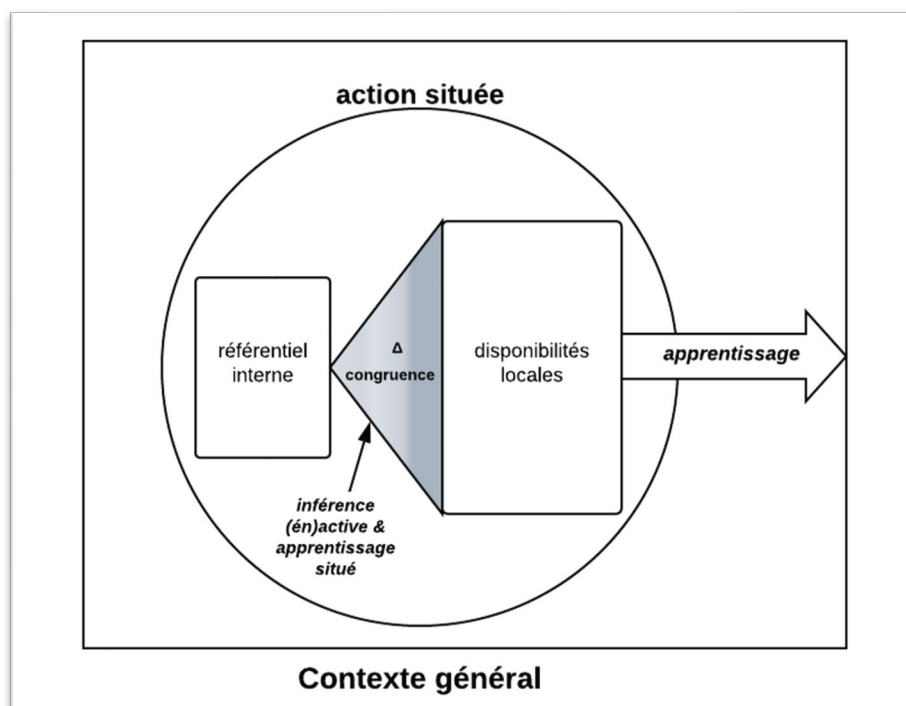 action située
référentiel
interne
Δ
congruence
disponibilités
locales
apprentissage
inférence
(én)active &
apprentissage
situé
Contexte général